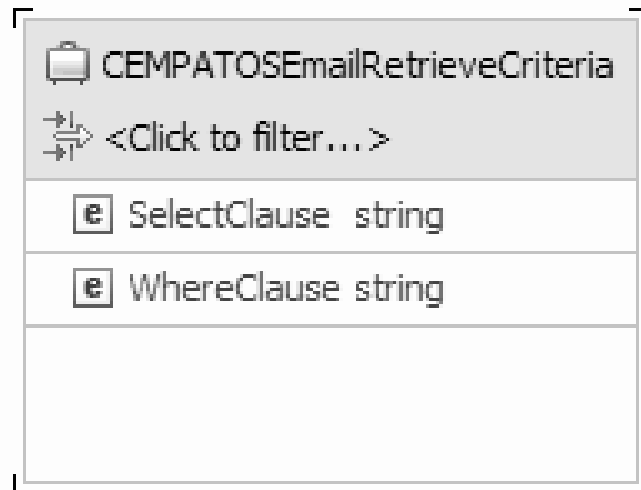 CEMPATOSEmailRetrieveCriteria
<Click to filter...>
e SelectClause string
e WhereClause string